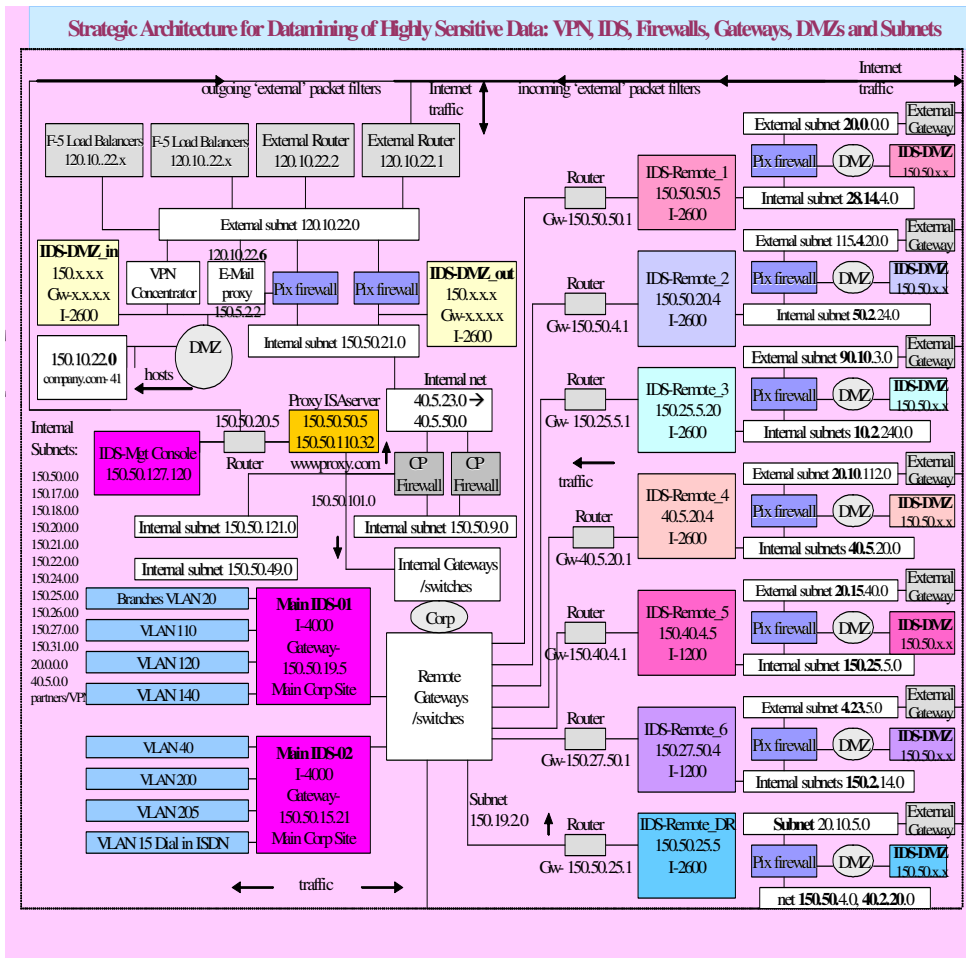 Strategic Architecture for Datamining of Highly Sensitive Data: VPN, IDS, Firewalls, Gateways, DMZs and Subnets
outgoing 'external' packet filters
Internet
traffic
incoming 'external' packet filters
Internet
traffic
F-5 Load Balancers
120.10..22.x
F-5 Load Balancers
120.10..22.x
External Router
120.10.22.2
External Router
120.10.22.1
External subnet 120.10.22.0
IDS-DMZ_in
150.x.x.x
Gw-x.x.x.x
I-2600
VPN
Concentrator
120.10.22.6
E-Mail
proxy
150.5.2.2
Pix firewall
Pix firewall
IDS-DMZ_out
150.x.x.x
Gw-x.x.x.x
I-2600
Internal subnet 150.50.21.0
150.10.22.0
company.com- 41
hosts
DMZ
Internal net
40.5.23.0 →
40.5.50.0
150.50.20.5
Router
Proxy ISAserver
150.50.50.5
150.50.110.32
wwwproxy.com
IDS-Mgt Console
150.50.127.120
CP
Firewall
CP
Firewall
150.50.101.0
Internal subnet 150.50.121.0
Internal subnet 150.50.9.0
Internal subnet 150.50.49.0
Internal Gateways
/switches
Corp
Remote
Gateways
/switches
Internal
Subnets:
150.50.0.0
150.17.0.0
150.18.0.0
150.20.0.0
150.21.0.0
150.22.0.0
150.24.0.0
150.25.0.0
150.26.0.0
150.27.0.0
150.31.0.0
20.0.0.0
40.5.0.0
partners/VPN
Branches VLAN 20
VLAN 110
VLAN 120
VLAN 140
Main IDS-01
I-4000
Gateway-
150.50.19.5
Main Corp Site
VLAN 40
VLAN 200
VLAN 205
VLAN 15 Dial in ISDN
Main IDS-02
I-4000
Gateway-
150.50.15.21
Main Corp Site
traffic
Subnet
150.19.2.0
traffic
Router
Gw-150.50.50.1
IDS-Remote_1
150.50.50.5
I-2600
External subnet 20.0.0.0
External
Gateway
Pix firewall
DMZ
IDS-DMZ
150.50.x.x
Internal subnet 28.14.4.0
Router
Gw-150.50.4.1
IDS-Remote_2
150.50.20.4
I-2600
External subnet 115.4.20.0
External
Gateway
Pix firewall
DMZ
IDS-DMZ
150.50.x.x
Internal subnet 50.2.24.0
Router
Gw-150.25.5.1
IDS-Remote_3
150.25.5.20
I-2600
External subnet 90.10.3.0
External
Gateway
Pix firewall
DMZ
IDS-DMZ
150.50.x.x
Internal subnets 10.2.240.0
Router
Gw-40.5.20.1
IDS-Remote_4
40.5.20.4
I-2600
External subnet 20.10.112.0
External
Gateway
Pix firewall
DMZ
IDS-DMZ
150.50.x.x
Internal subnets 40.5.20.0
Router
Gw-150.40.4.1
IDS-Remote_5
150.40.4.5
I-1200
External subnet 20.15.40.0
External
Gateway
Pix firewall
DMZ
IDS-DMZ
150.50.x.x
Internal subnet 150.25.5.0
Router
Gw-150.27.50.1
IDS-Remote_6
150.27.50.4
I-1200
External subnet 4.23.5.0
External
Gateway
Pix firewall
DMZ
IDS-DMZ
150.50.x.x
Internal subnets 150.2.14.0
Router
Gw- 150.50.25.1
IDS-Remote_DR
150.50.25.5
I-2600
Subnet 20.10.5.0
External
Gateway
Pix firewall
DMZ
IDS-DMZ
150.50.x.x
net 150.50.4.0, 40.2.20.0